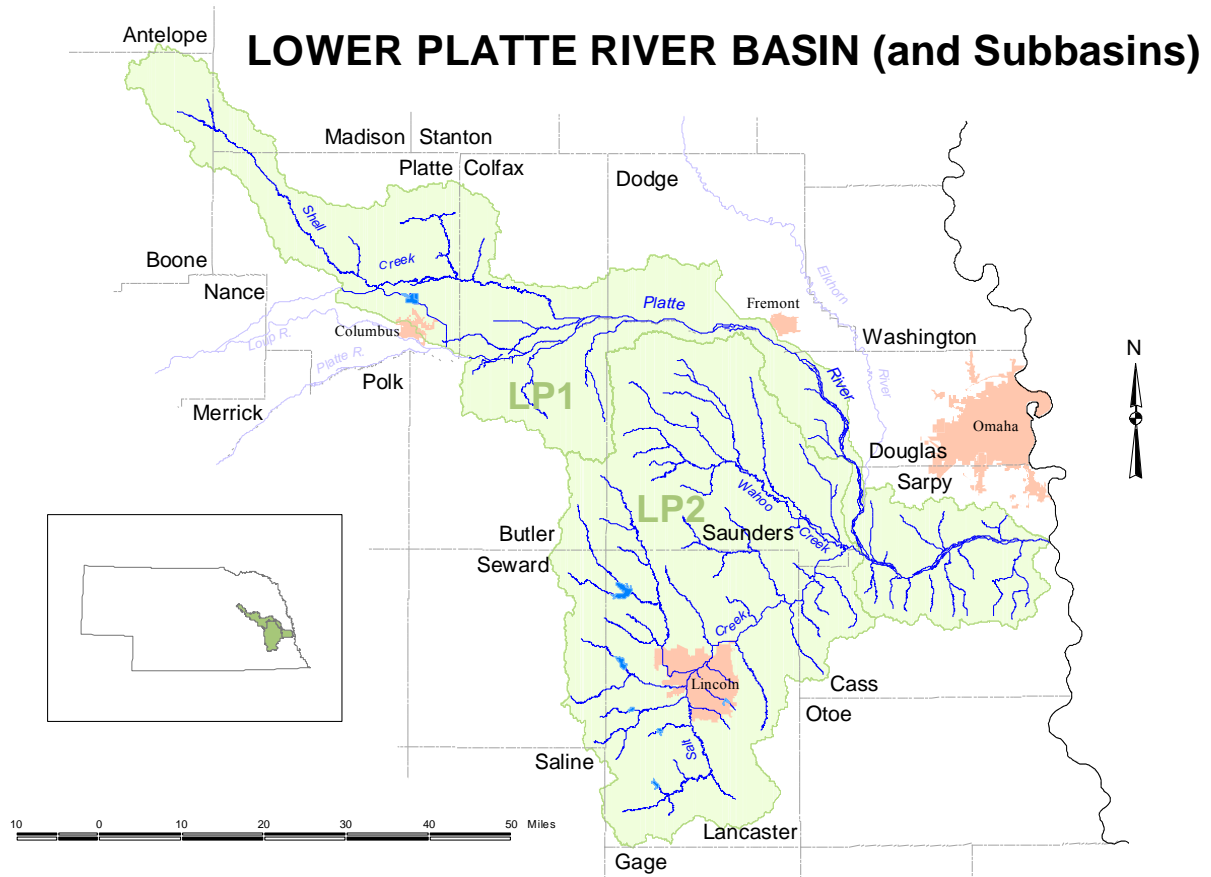 LOWER PLATTE RIVER BASIN (and Subbasins)
Antelope
Madison
Stanton
Platte
Colfax
Dodge
Shell
Creek
Boone
Nance
Elkhorn
River
Platte
River
Fremont
Washington
Columbus
Loup R.
Platte R.
Polk
Merrick
LP1
N
Omaha
Douglas
Sarpy
LP2
Wahoo
Creek
Saunders
Butler
Seward
Creek
Lincoln
Cass
Otoe
Salt
Saline
Lancaster
Gage
10 0 10 20 30 40 50 Miles